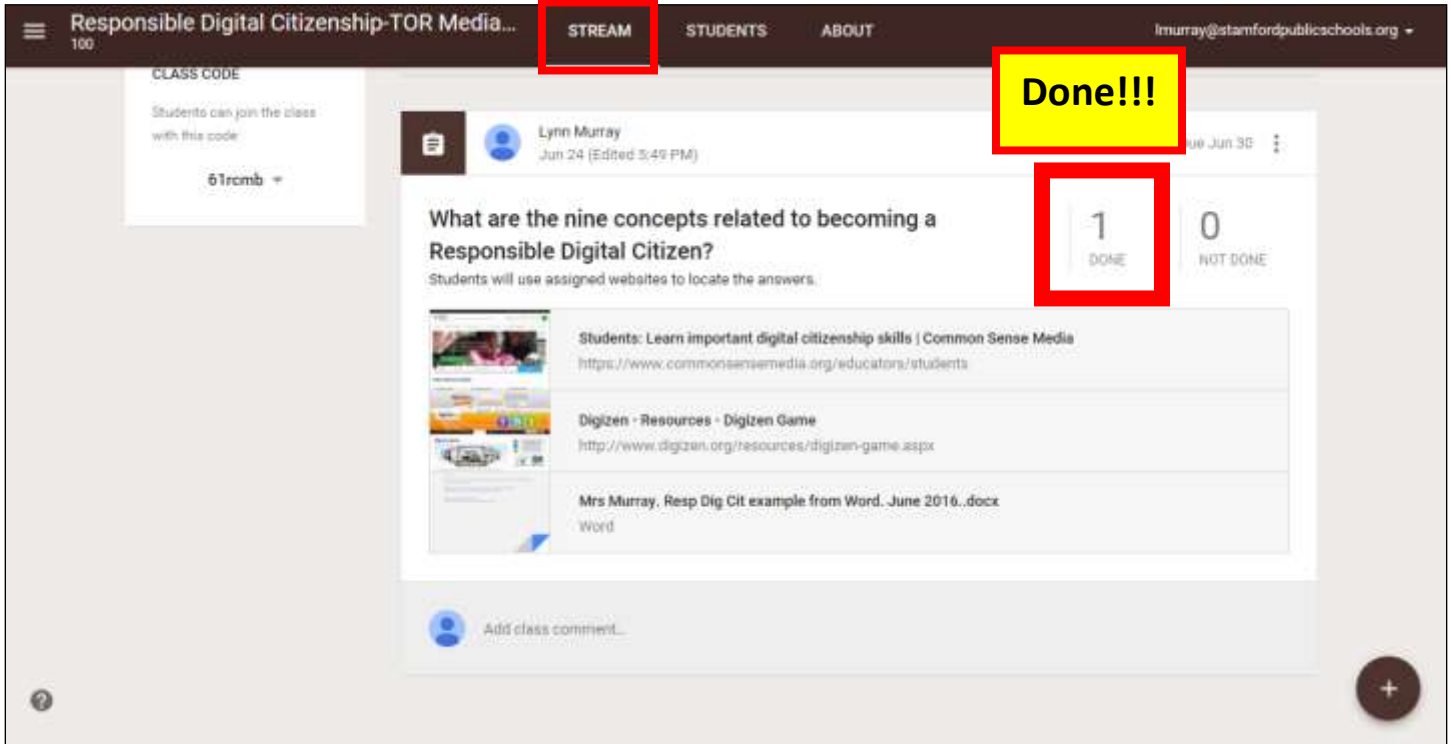 Responsible Digital Citizenship-TOR Media...
100
STREAM
STUDENTS
ABOUT
lmurray@stamfordpublicschools.org
CLASS CODE
Students can join the class
with this code
61rcmb
Done!!!
Lynn Murray
Jun 24 (Edited 5:49 PM)
Jun 30
What are the nine concepts related to becoming a
Responsible Digital Citizen?
Students will use assigned websites to locate the answers.
1
DONE
0
NOT DONE
Students: Learn important digital citizenship skills | Common Sense Media
https://www.commonsensemedia.org/educators/students
Digizen - Resources - Digizen Game
http://www.digizen.org/resources/digizen-game.aspx
Mrs Murray, Resp Dig Cit example from Word. June 2016..docx
Word
Add class comment...